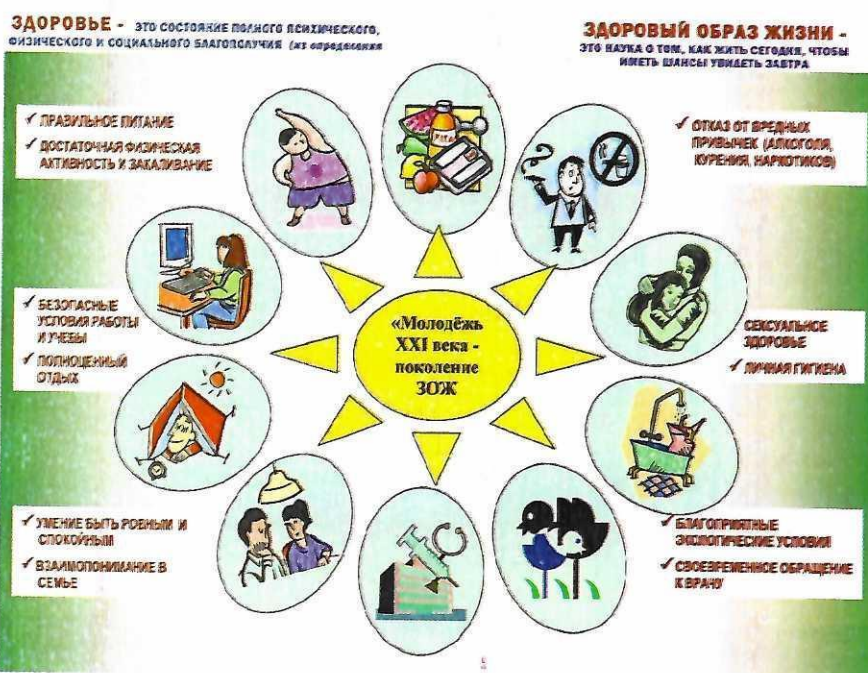 ЗДОРОВЬЕ - ЭТО СОСТОЯНИЕ ПОЛНОГО ПСИХИЧЕСКОГО,
ФИЗИЧЕСКОГО И СОЦИАЛЬНОГО БЛАГОПОЛУЧИЯ (из определения
ЗДОРОВЫЙ ОБРАЗ ЖИЗНИ -
ЭТО НАУКА О ТОМ, КАК ЖИТЬ СЕГОДНЯ, ЧТОБЫ
ИМЕТЬ ШАНСЫ УВИДЕТЬ ЗАВТРА
✓ ПРАВИЛЬНОЕ ПИТАНИЕ
✓ ДОСТАТОЧНАЯ ФИЗИЧЕСКАЯ
АКТИВНОСТЬ И ЗАКАЛИВАНИЕ
✓ ОТКАЗ ОТ ВРЕДНЫХ
ПРИВЫЧЕК (АЛКОГОЛЯ,
КУРЕНИЯ, НАРКОТИКОВ)
✓ БЕЗОПАСНЫЕ
УСЛОВИЯ РАБОТЫ
И УЧЕБЫ
✓ ПОЛНОЦЕННЫЙ
ОТДЫХ
«Молодёжь
XXI века -
поколение
ЗОЖ
СЕКСУАЛЬНОЕ
ЗДОРОВЬЕ
✓ ЛИЧНАЯ ГИГИЕНА
✓ УМЕНИЕ БЫТЬ РОВНЫМ И
СПОКОЙНЫМ
✓ ВЗАИМОПОНИМАНИЕ В
СЕМЬЕ
✓ БЛАГОПРИЯТНЫЕ
ЭКОЛОГИЧЕСКИЕ УСЛОВИЯ
✓ СВОЕВРЕМЕННОЕ ОБРАЩЕНИЕ
К ВРАЧУ